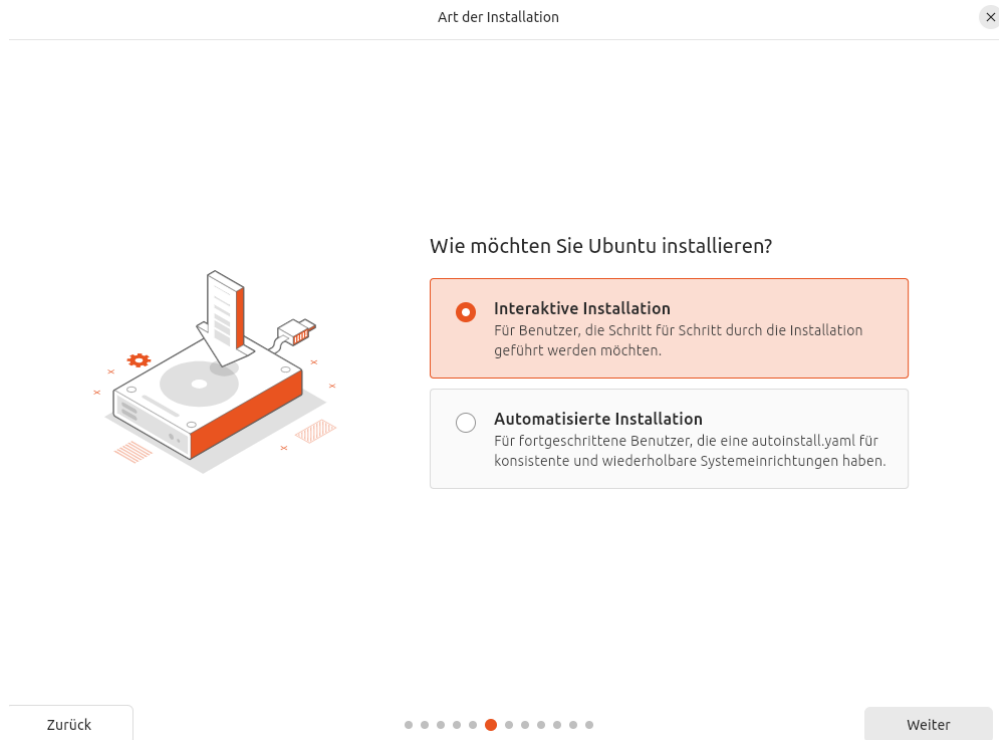 Art der Installation
Wie möchten Sie Ubuntu installieren?
Interaktive Installation
Für Benutzer, die Schritt für Schritt durch die Installation
geführt werden möchten.
Automatisierte Installation
Für fortgeschrittene Benutzer, die eine autoinstall.yaml für
konsistente und wiederholbare Systemeinrichtungen haben.
Zurück
Weiter